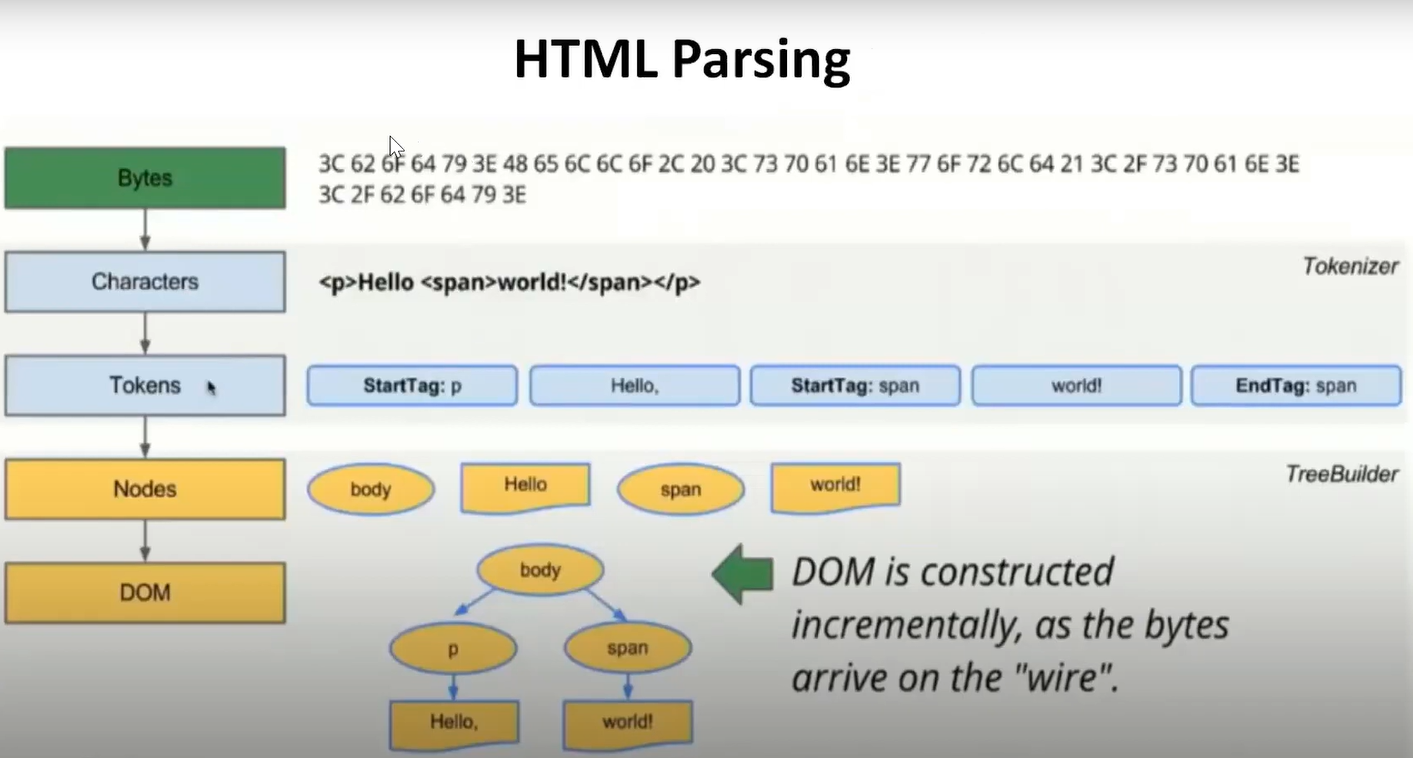 HTML Parsing
Bytes
3C 62 6F 64 79 3E 48 65 6C 6C 6F 2C 20 3C 73 70 61 6E 3E 77 6F 72 6C 64 21 3C 2F 73 70 61 6E 3E
3C 2F 62 6F 64 79 3E
Characters
<p>Hello <span>world!</span></p>
Tokenizer
Tokens
StartTag: p
Hello,
StartTag: span
world!
EndTag: span
Nodes
body
Hello
span
world!
TreeBuilder
DOM
body
p
span
Hello,
world!
DOM is constructed
incrementally, as the bytes
arrive on the "wire".